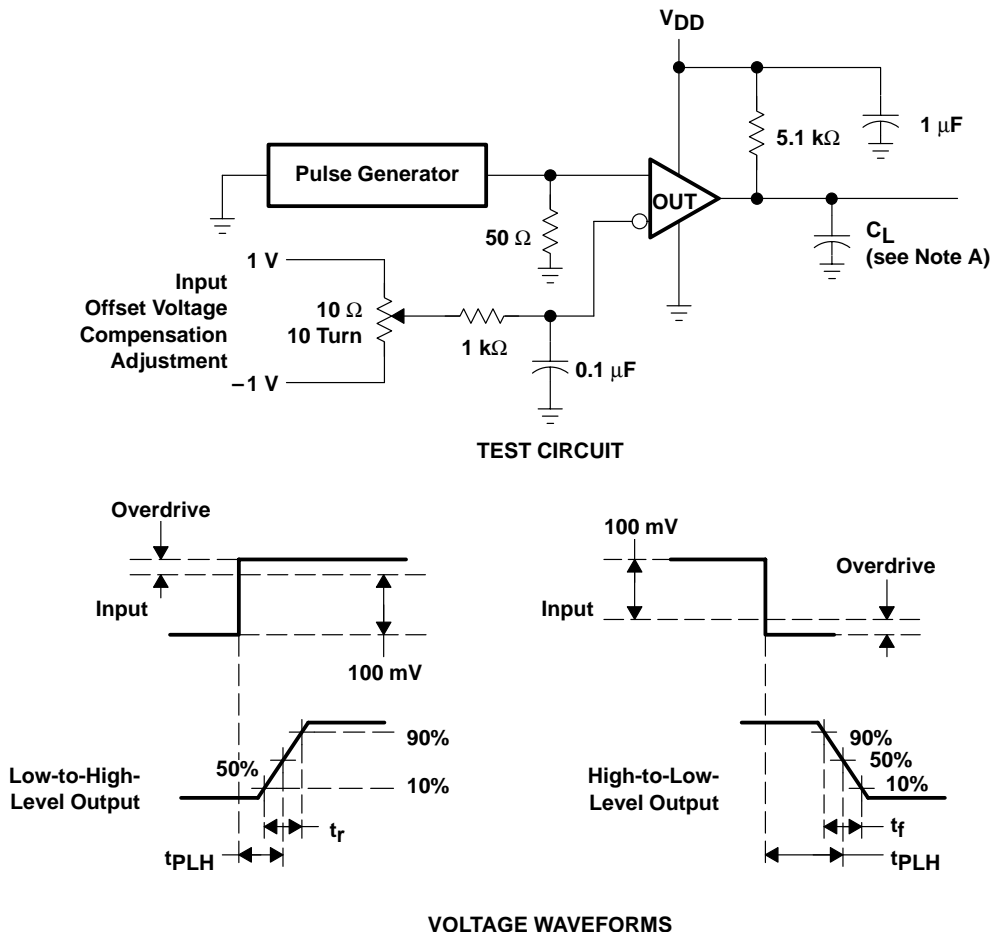 VDD
5.1 kΩ
1 μF
Pulse Generator
OUT
50 Ω
CL
(see Note A)
1 V
Input
Offset Voltage
Compensation
Adjustment
10 Ω
10 Turn
1 kΩ
0.1 μF
–1 V
TEST CIRCUIT
Overdrive
Input
100 mV
100 mV
Overdrive
Input
Low-to-High-
Level Output
50%
90%
10%
tr
tPLH
High-to-Low-
Level Output
90%
50%
10%
tf
tPLH
VOLTAGE WAVEFORMS